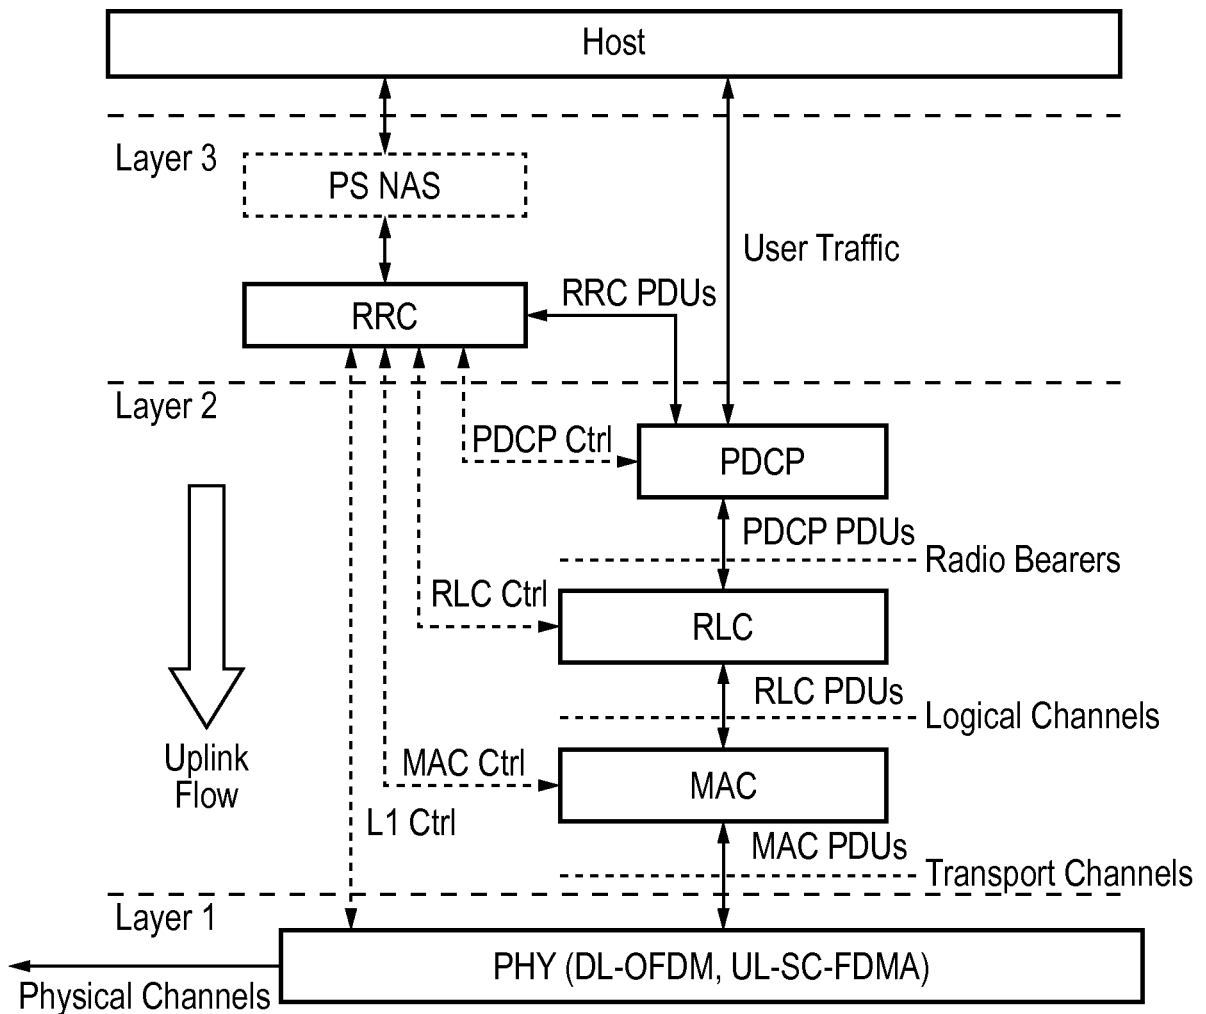 Host
Layer 3
PS NAS
User Traffic
RRC PDUs
RRC
Layer 2
PDCP Ctrl
PDCP
PDCP PDUs
Radio Bearers
RLC Ctrl
RLC
RLC PDUs
Logical Channels
Uplink
Flow
MAC Ctrl
MAC
L1 Ctrl
MAC PDUs
Transport Channels
Layer 1
PHY (DL-OFDM, UL-SC-FDMA)
Physical Channels